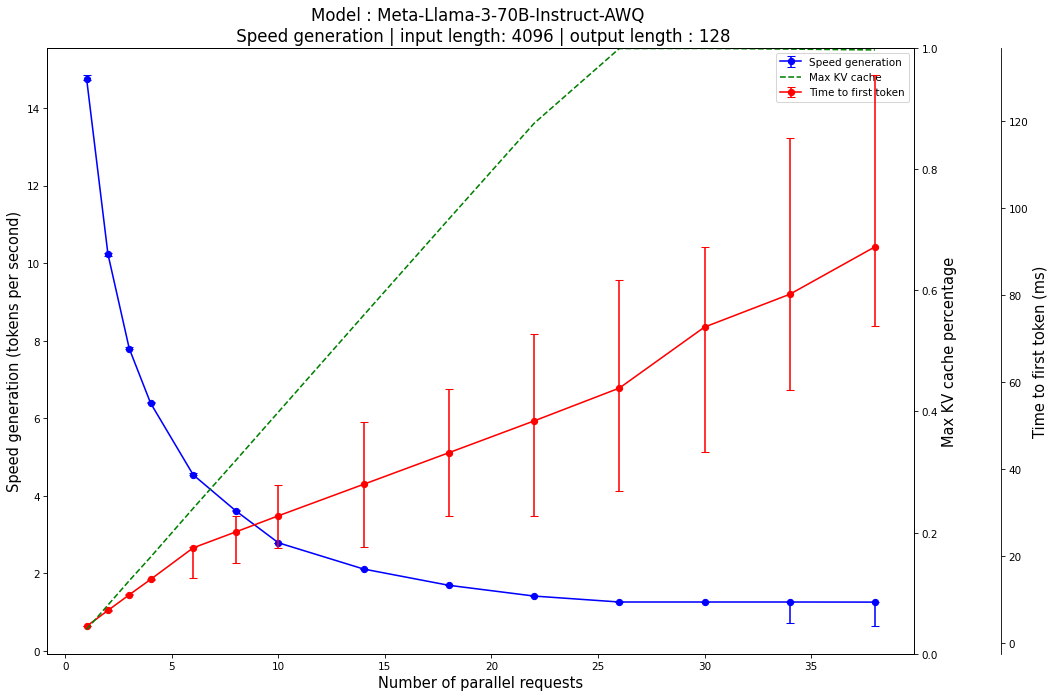 Model : Meta-Llama-3-70B-Instruct-AWQ
Speed generation | input length: 4096 | output length : 128
Speed generation
Max KV cache
Time to first token
Speed generation (tokens per second)
14
12
10
8
6
4
2
0
1.0
0.8
0.6
0.4
0.2
0.0
Max KV cache percentage
120
100
80
60
40
20
0
Time to first token (ms)
0 5 10 15 20 25 30 35
Number of parallel requests